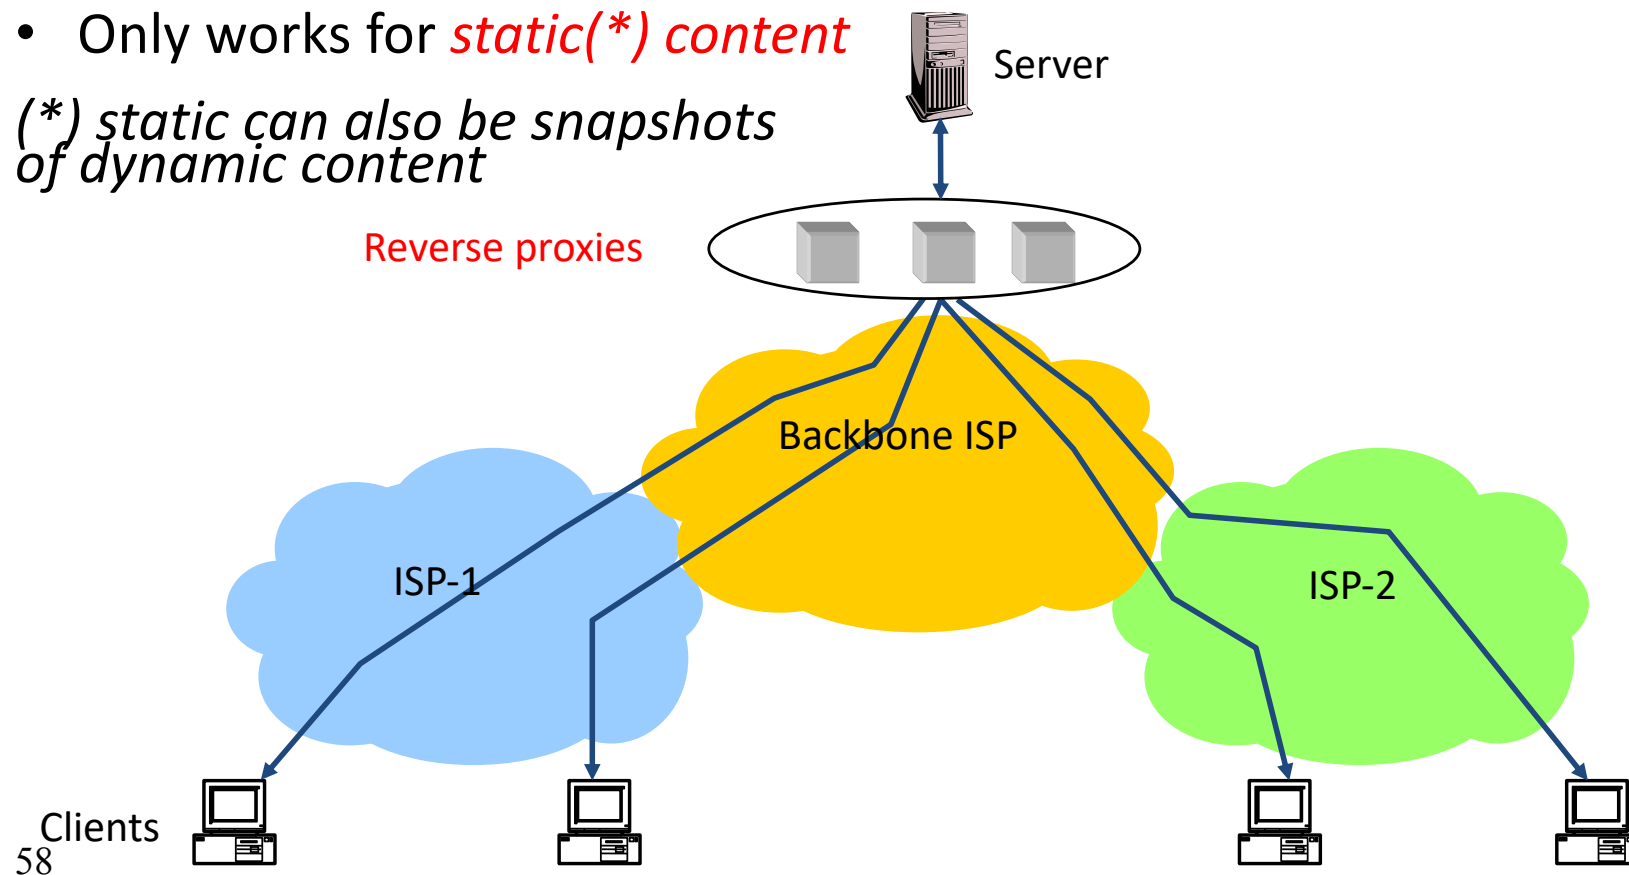 • Only works for static(*) content
(*) static can also be snapshots
of dynamic content
Server
Reverse proxies
Backbone ISP
ISP-1
ISP-2
Clients
58